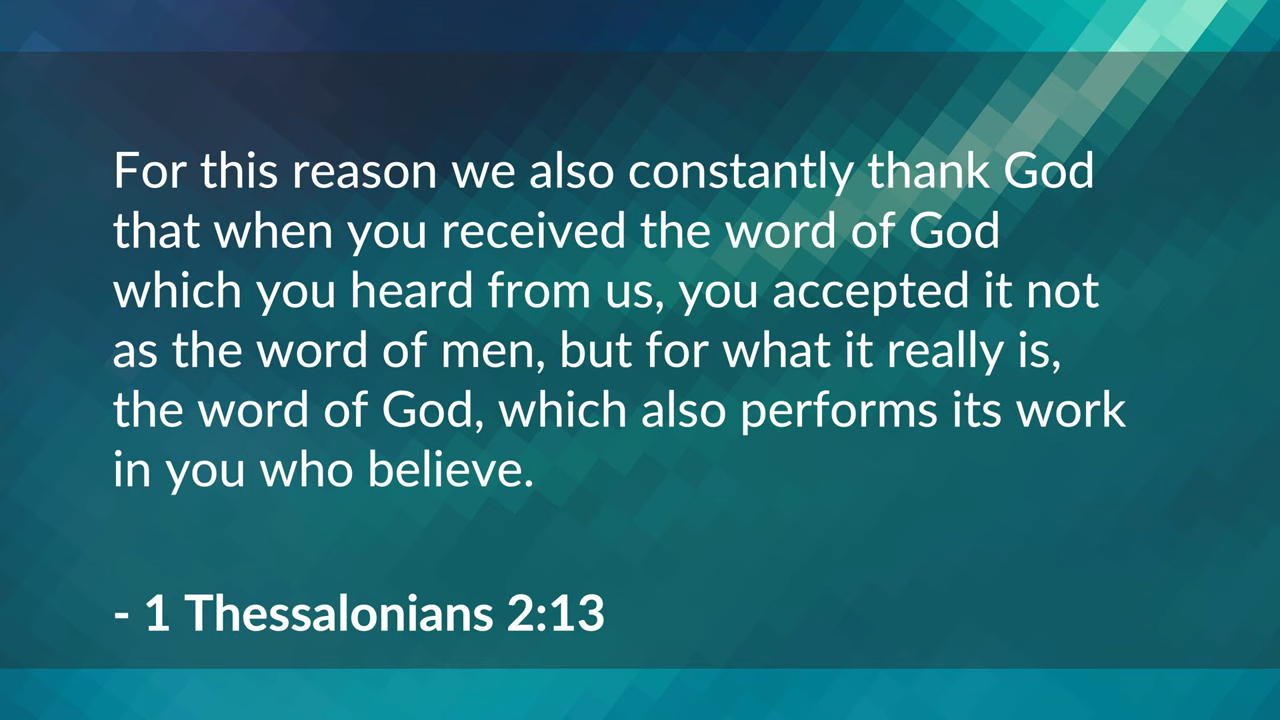 For this reason we also constantly thank God
that when you received the word of God
which you heard from us, you accepted it not
as the word of men, but for what it really is,
the word of God, which also performs its work
in you who believe.
- 1 Thessalonians 2:13